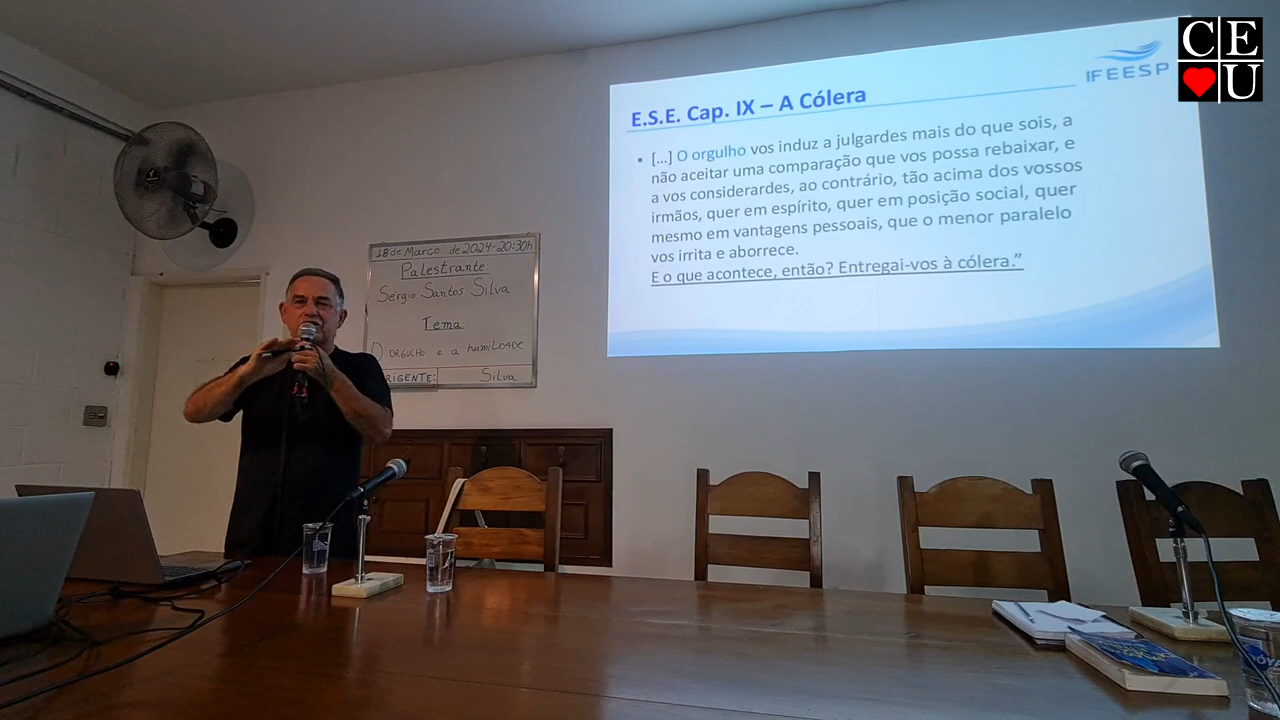 C E
U
IFEESP
E.S.E. Cap. IX – A Cólera
▪ [...] O orgulho vos induz a julgardes mais do que sois, a
não aceitar uma comparação que vos possa rebaixar, e
a vos considerardes, ao contrário, tão acima dos vossos
irmãos, quer em espírito, quer em posição social, quer
mesmo em vantagens pessoais, que o menor paralelo
vos irrita e aborrece.
E o que acontece, então? Entregai-vos à cólera.”
18 de Março de 2024-20:30h
Palestrante:
Sérgio Santos Silva
Tema
O ORGULHO e a humiLDADE
RIGENTE: Silva